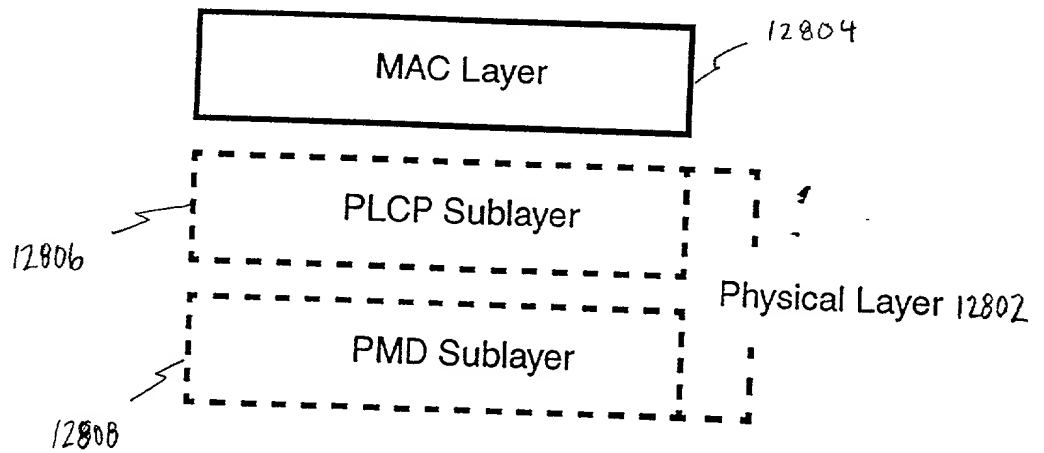 12804
MAC Layer
PLCP Sublayer
12806
Physical Layer 12802
PMD Sublayer
12808